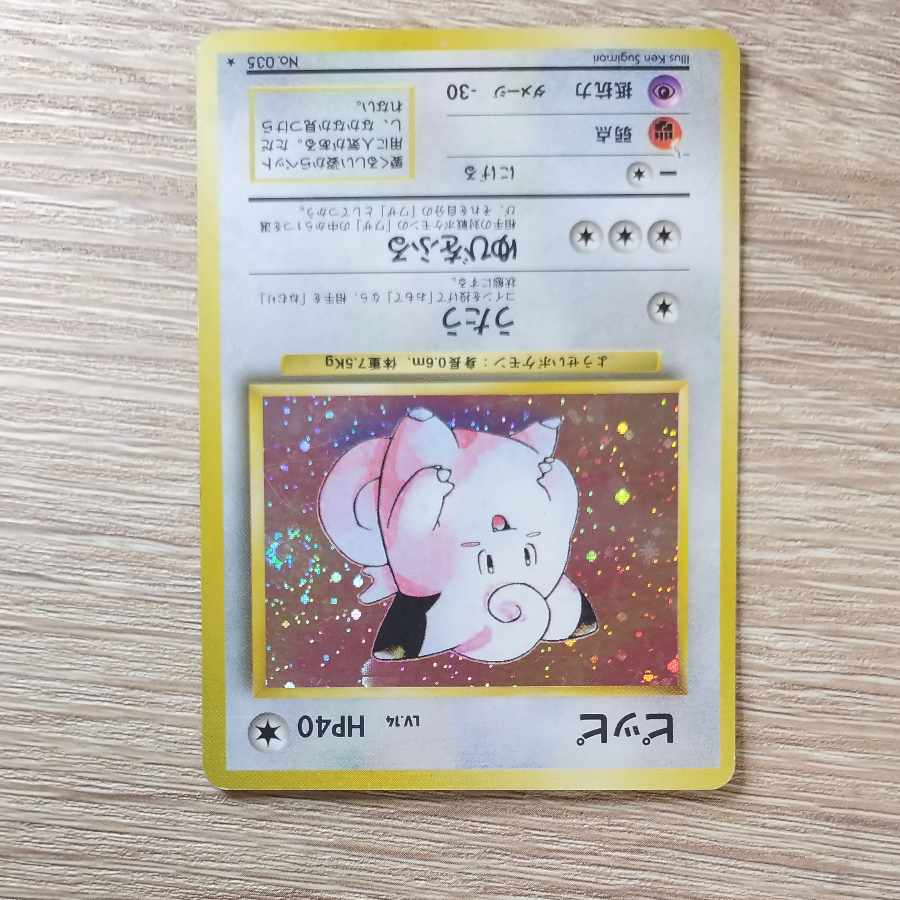 ピッピ LV.14 HP40
ようせいポケモン：身長0.6m、体重7.5Kg
うたう
コインを投げて「おもて」なら、相手を「ねむり」
状態にする。
ゆびをふる
相手の対戦ポケモンの「ワザ」の中から1つを選
び、それを自分の「ワザ」としてつかう。
ー にげる
弱点
抵抗力 ダメージ -30
愛くるしい姿からペット
用に人気がある。ただ
し、なかなか見つけら
れない。
Illus Ken Sugimori No. 035 ★